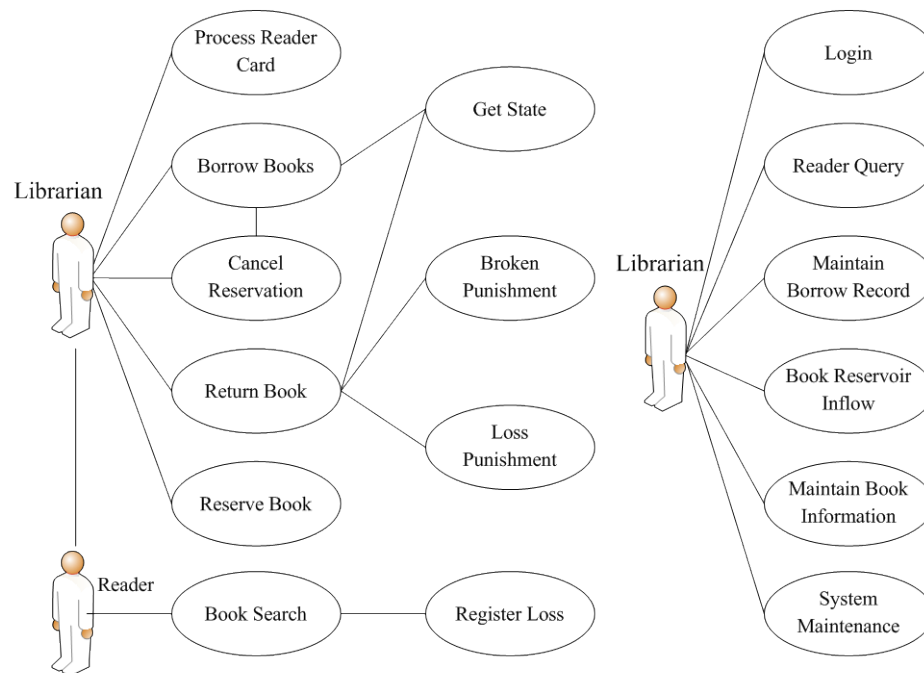 Process Reader
Card
Borrow Books
Librarian
Cancel
Reservation
Return Book
Reserve Book
Reader
Book Search
Get State
Broken
Punishment
Loss
Punishment
Register Loss
Librarian
Login
Reader Query
Maintain
Borrow Record
Book Reservoir
Inflow
Maintain Book
Information
System
Maintenance